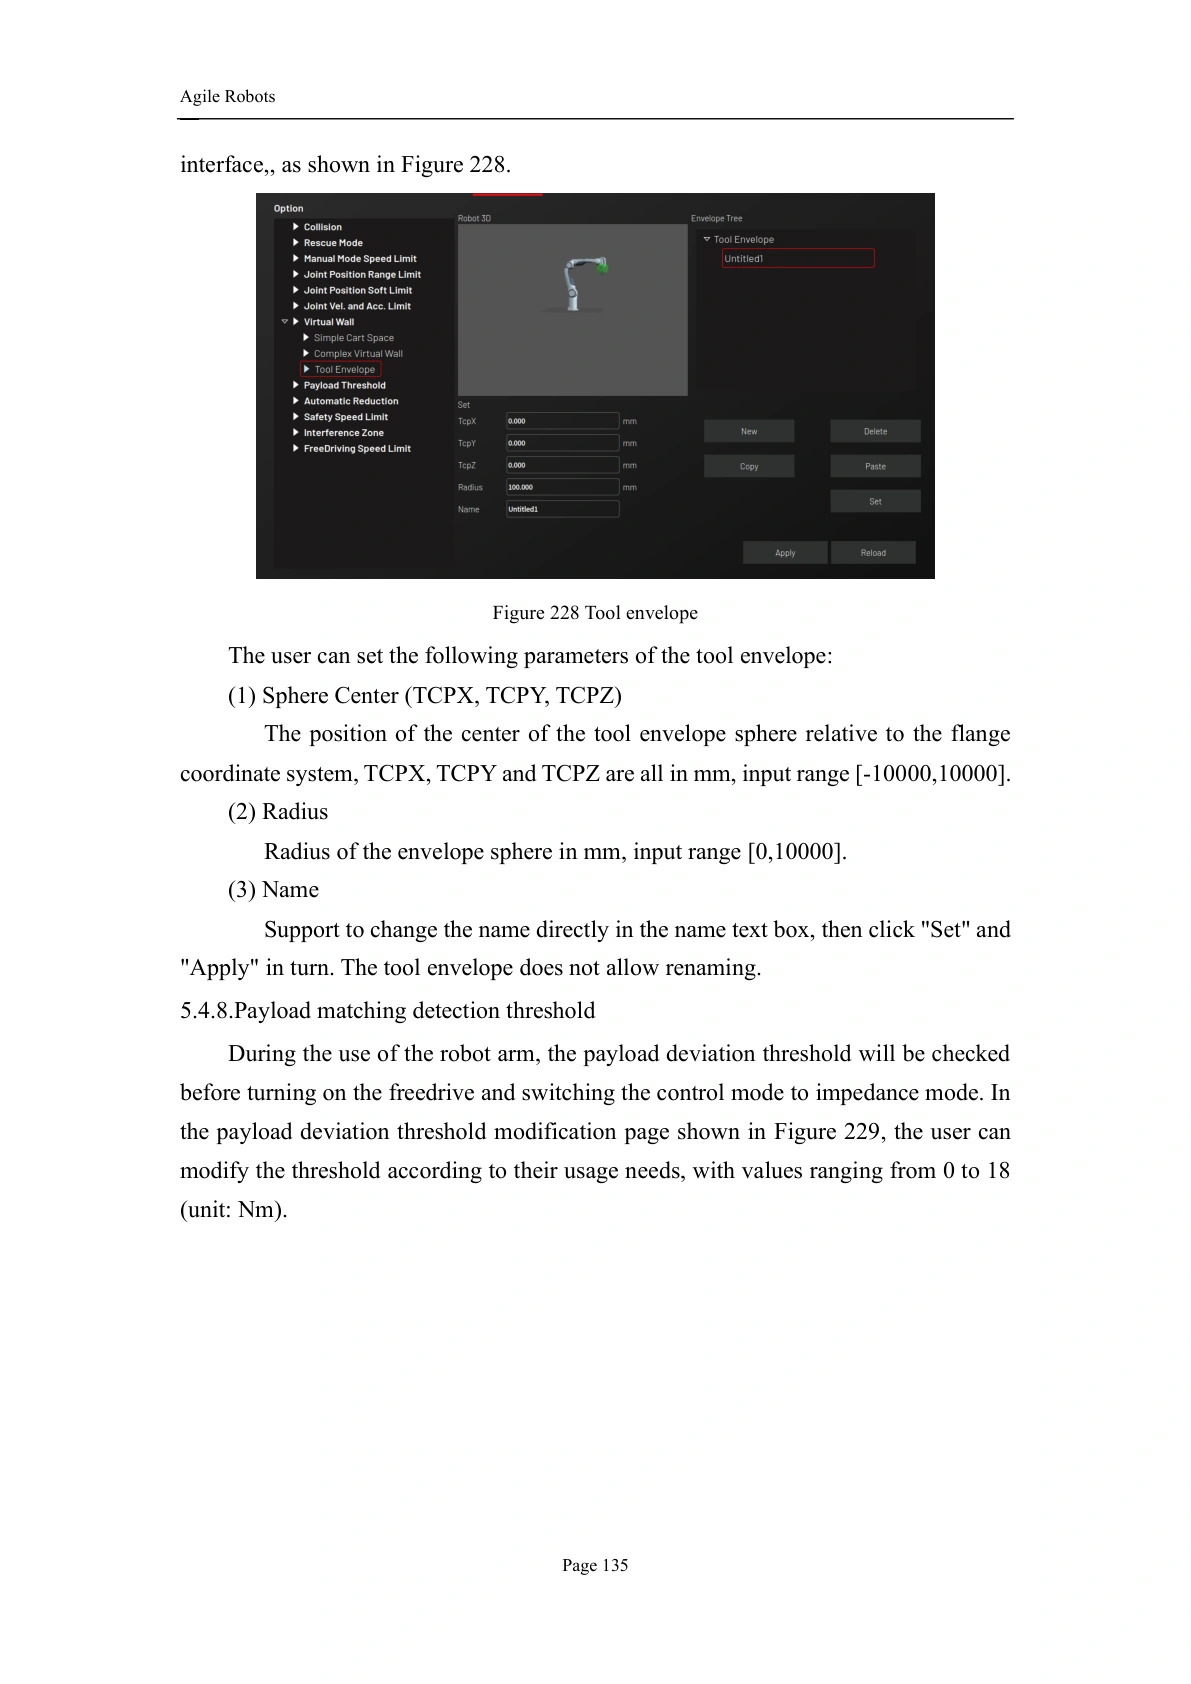 Agile Robots
interface,, as shown in Figure 228.
Option
Collision
Rescue Mode
Manual Mode Speed Limit
Joint Position Range Limit
Joint Position Soft Limit
Joint Vel. and Acc. Limit
Virtual Wall
Simple Cart Space
Complex Virtual Wall
Tool Envelope
Payload Threshold
Automatic Reduction
Safety Speed Limit
Interference Zone
FreeDriving Speed Limit
Robot 3D
Set
TcpX 0.000 mm
TcpY 0.000 mm
TcpZ 0.000 mm
Radius 100.000 mm
Name Untitled1
Envelope Tree
Tool Envelope
Untitled1
New Delete
Copy Paste
Set
Apply Reload
Figure 228 Tool envelope
The user can set the following parameters of the tool envelope:
(1) Sphere Center (TCPX, TCPY, TCPZ)
The position of the center of the tool envelope sphere relative to the flange
coordinate system, TCPX, TCPY and TCPZ are all in mm, input range [-10000,10000].
(2) Radius
Radius of the envelope sphere in mm, input range [0,10000].
(3) Name
Support to change the name directly in the name text box, then click "Set" and
"Apply" in turn. The tool envelope does not allow renaming.
5.4.8.Payload matching detection threshold
During the use of the robot arm, the payload deviation threshold will be checked
before turning on the freedrive and switching the control mode to impedance mode. In
the payload deviation threshold modification page shown in Figure 229, the user can
modify the threshold according to their usage needs, with values ranging from 0 to 18
(unit: Nm).
Page 135